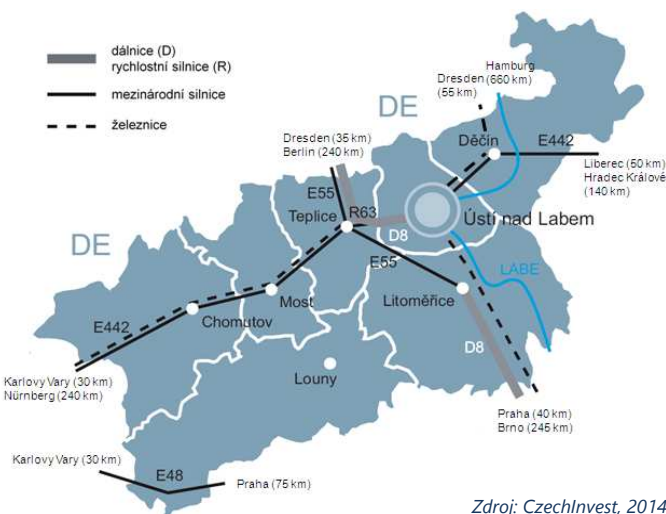 dálnice (D)
rychlostní silnice (R)
mezinárodní silnice
železnice
Hamburg
(660 km)
Dresden
(55 km)
DE
Děčín
E442
Liberec (50 km)
Hradec Králové
(140 km)
Dresden (35 km)
Berlin (240 km)
E55
R63
Teplice
Ústí nad Labem
D8
E55
LABE
DE
Most
Litoměřice
E442
Chomutov
D8
Louny
Karlovy Vary (30 km)
Nürnberg (240 km)
Praha (40 km)
Brno (245 km)
Karlovy Vary (30 km)
E48
Praha (75 km)
Zdroj: CzechInvest, 2014